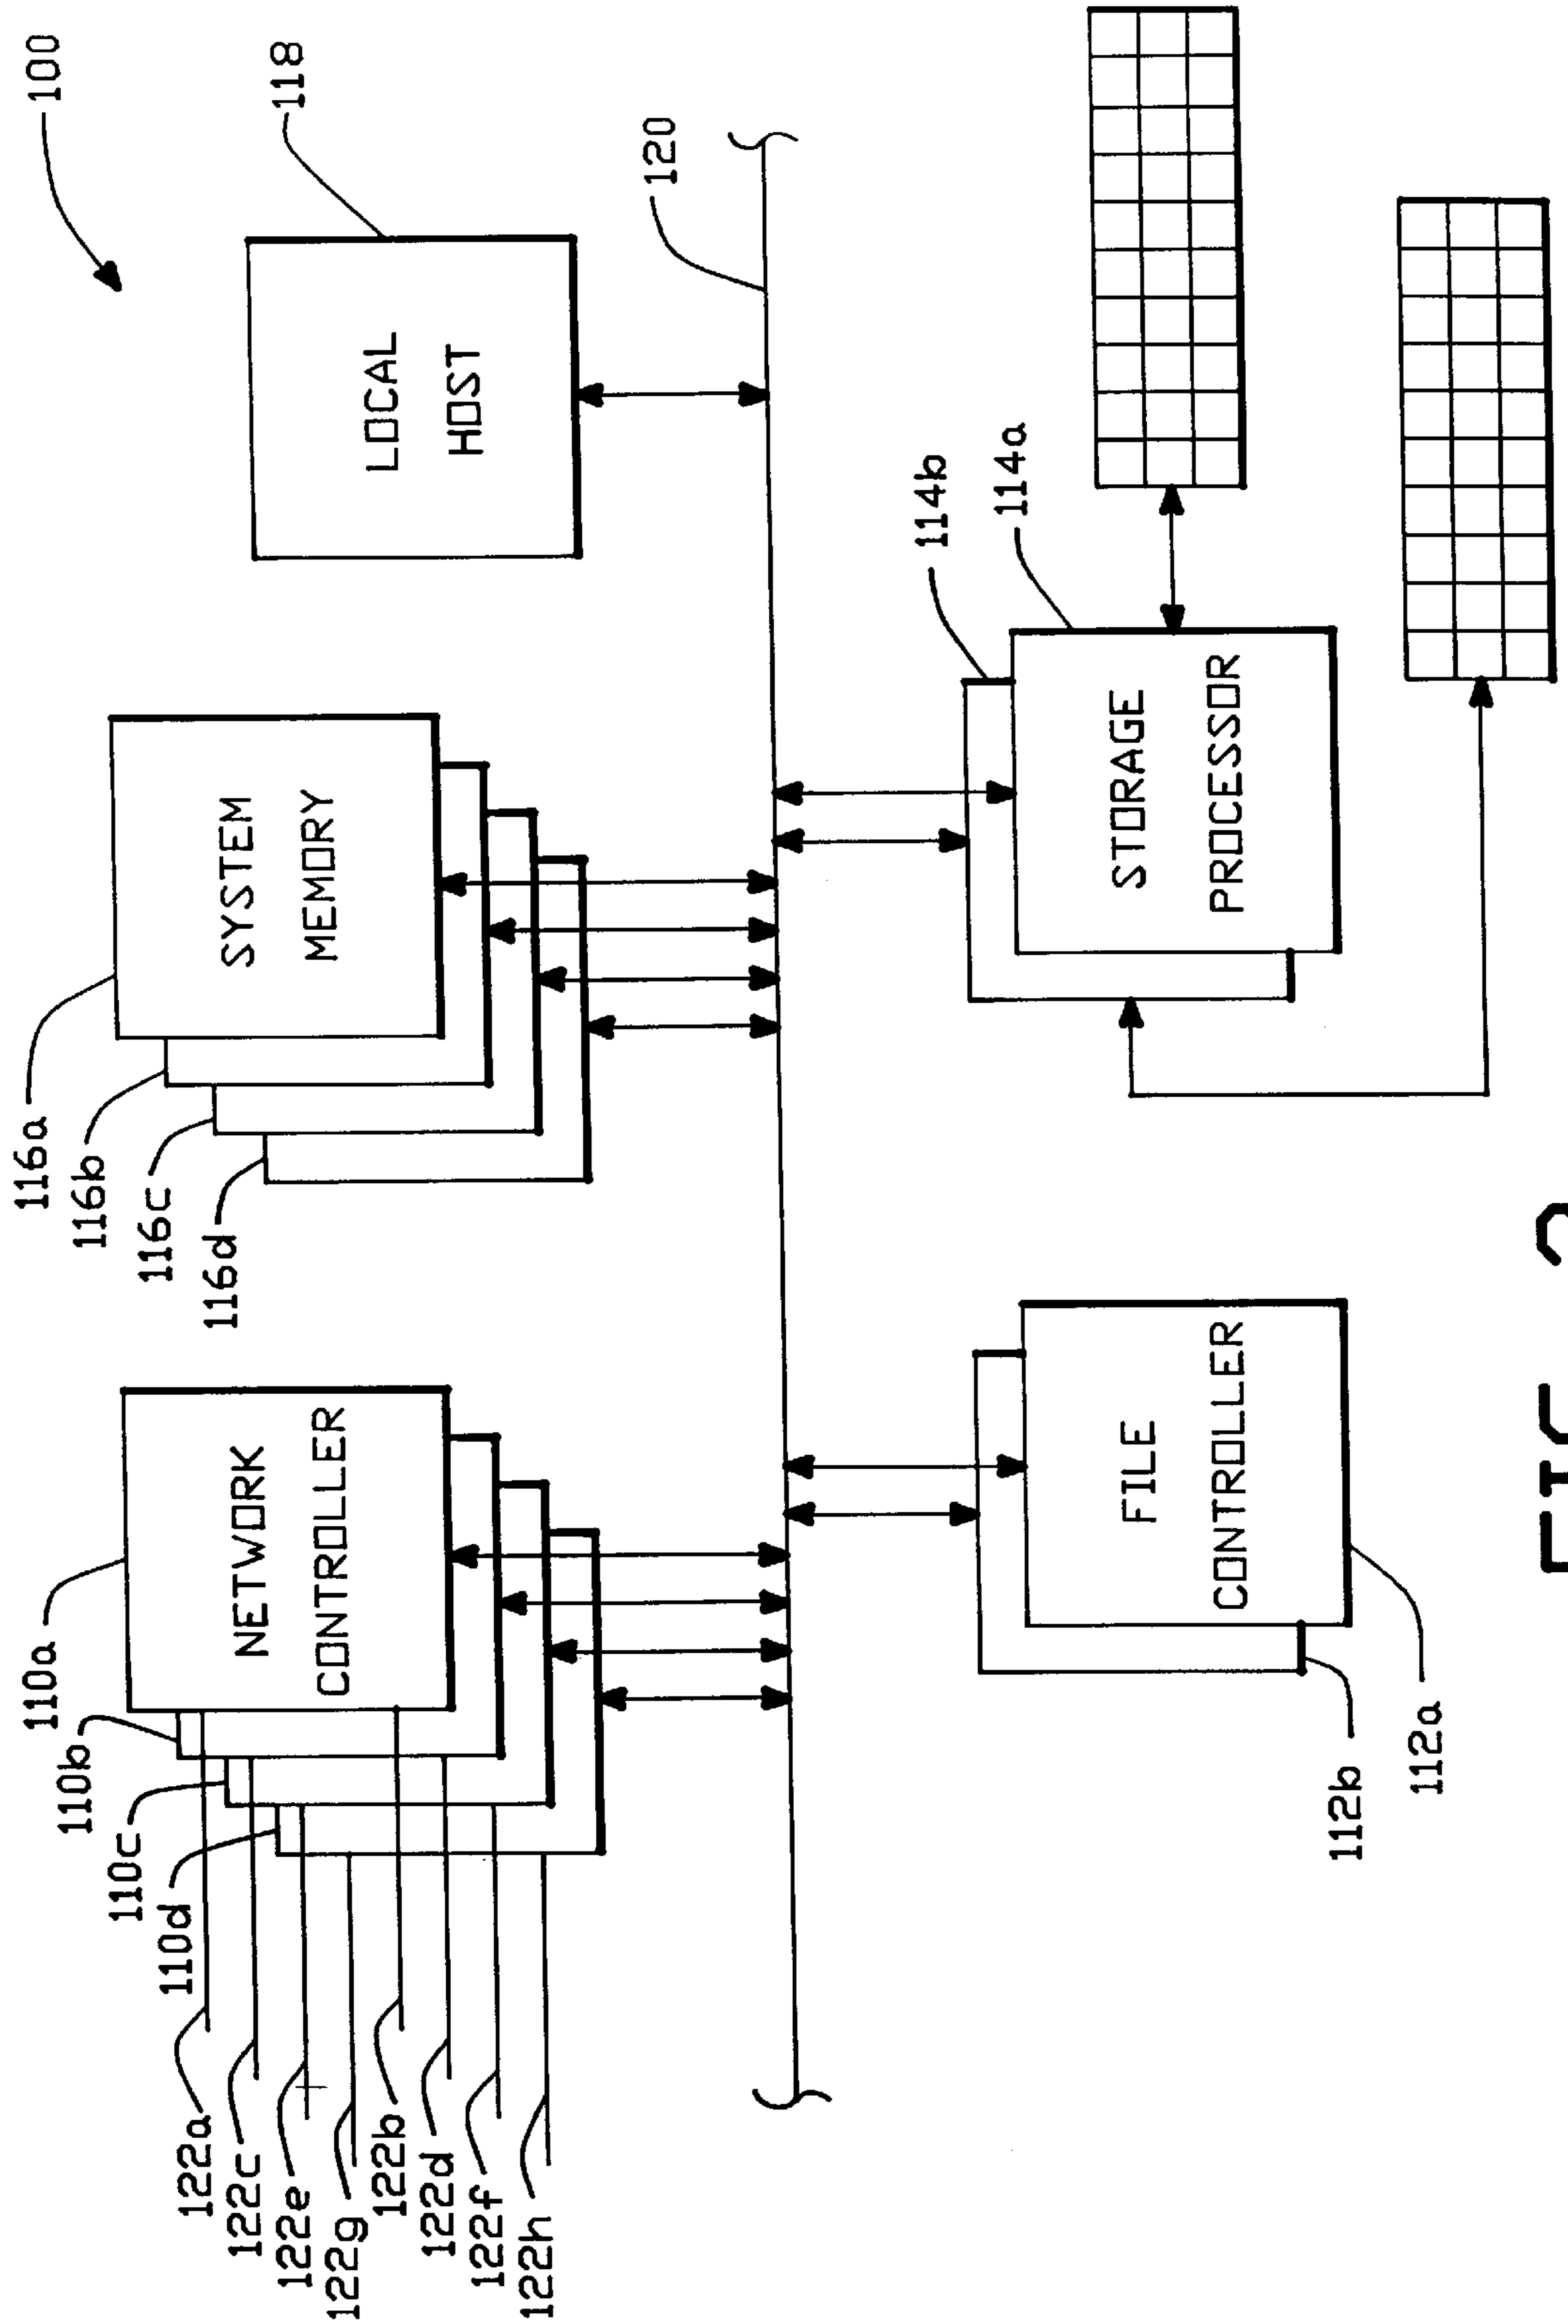 100
110a
110b
110c
110d
NETWORK
CONTROLLER
116a
116b
116c
116d
SYSTEM
MEMORY
118
LOCAL
HOST
122a
122c
122e
122g
122b
122d
122f
122h
120
FILE
CONTROLLER
112b
112a
114b
114a
STORAGE
PROCESSOR